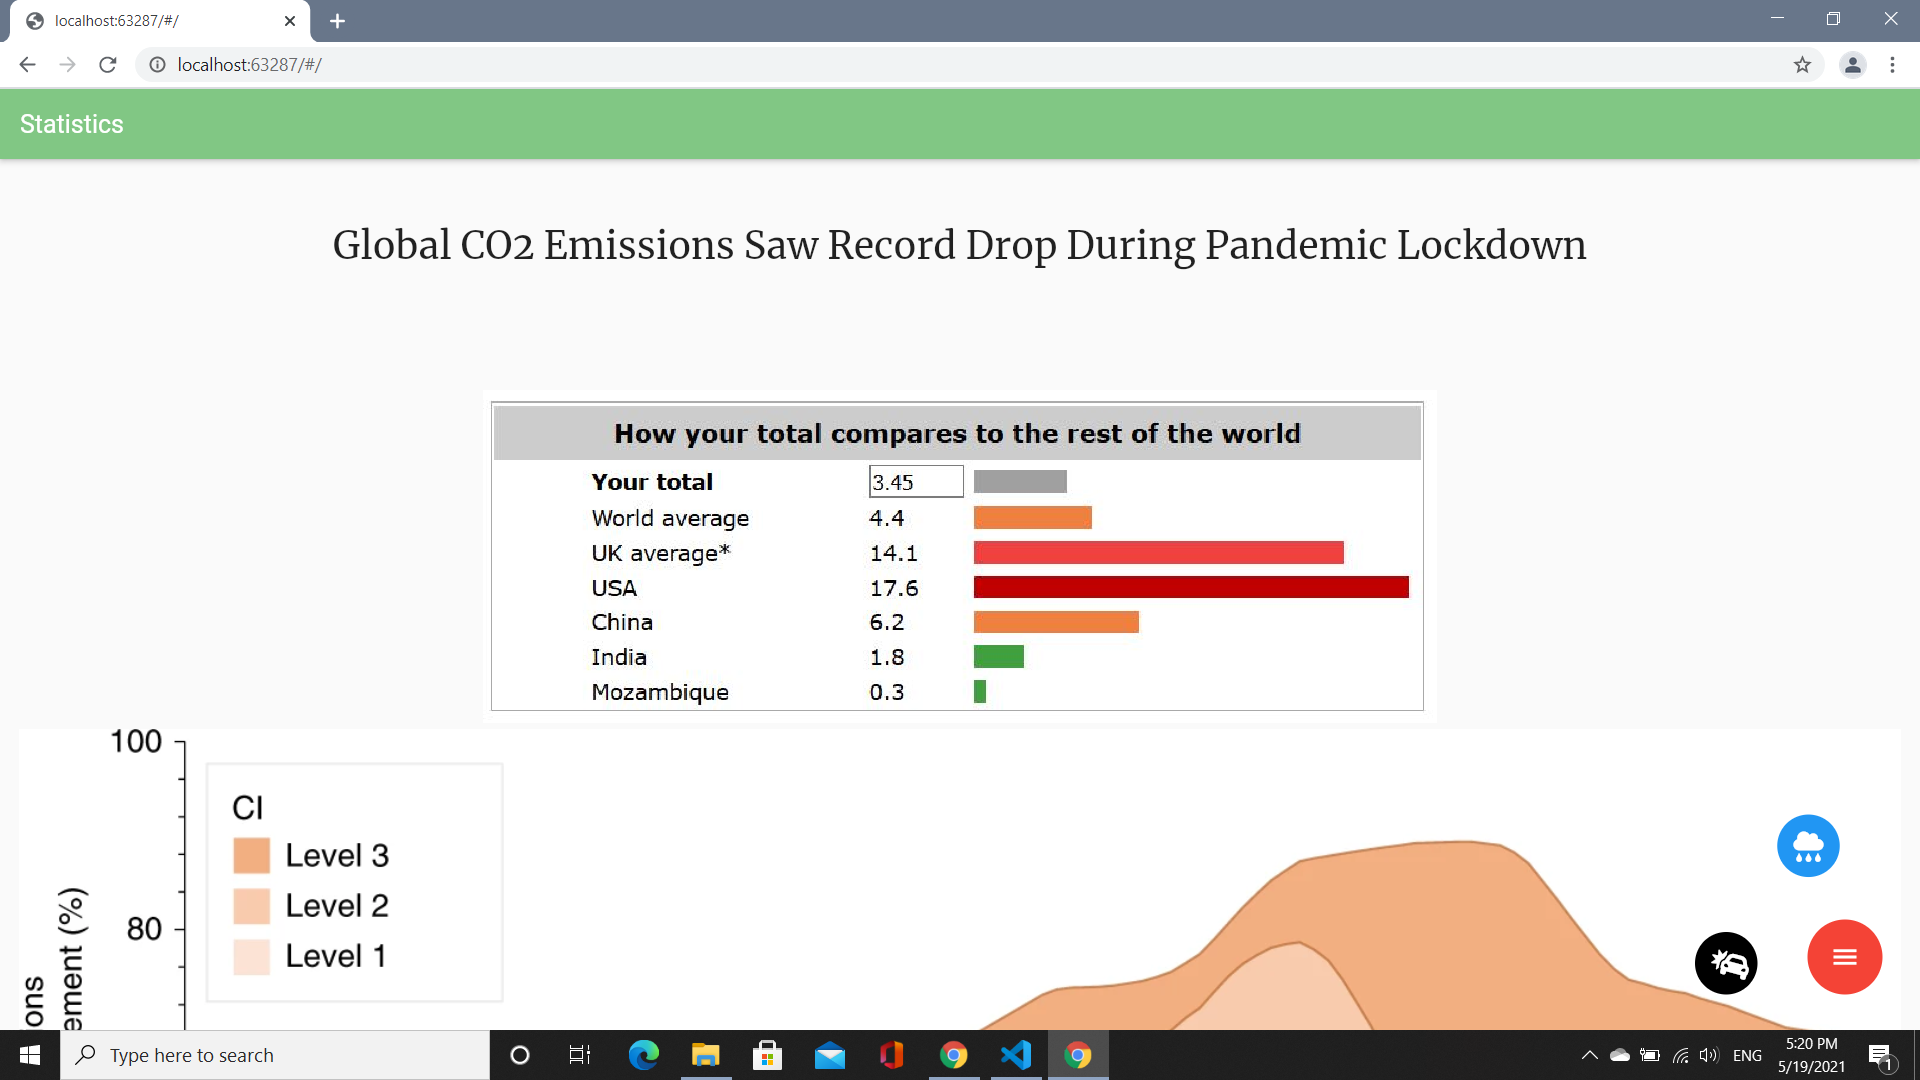 localhost:63287/#/
localhost:63287/#/
Statistics
Global CO2 Emissions Saw Record Drop During Pandemic Lockdown
How your total compares to the rest of the world
Your total 3.45
World average 4.4
UK average* 14.1
USA 17.6
China 6.2
India 1.8
Mozambique 0.3
100
CI
Level 3
Level 2
Level 1
80
(%)
Type here to search
ENG
5:20 PM
5/19/2021
1